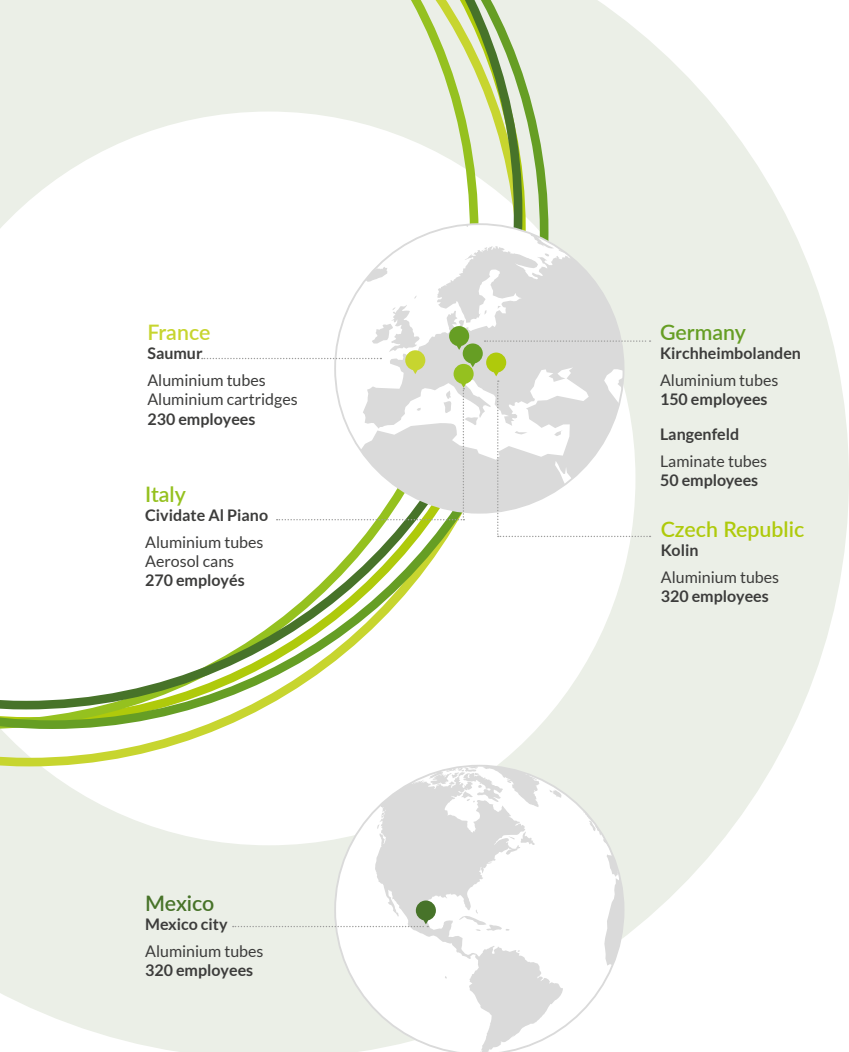 France
Saumur
Aluminium tubes
Aluminium cartridges
230 employees
Germany
Kirchheimbolanden
Aluminium tubes
150 employees
Langenfeld
Laminate tubes
50 employees
Italy
Cividate Al Piano
Aluminium tubes
Aerosol cans
270 employés
Czech Republic
Kolin
Aluminium tubes
320 employees
Mexico
Mexico city
Aluminium tubes
320 employees